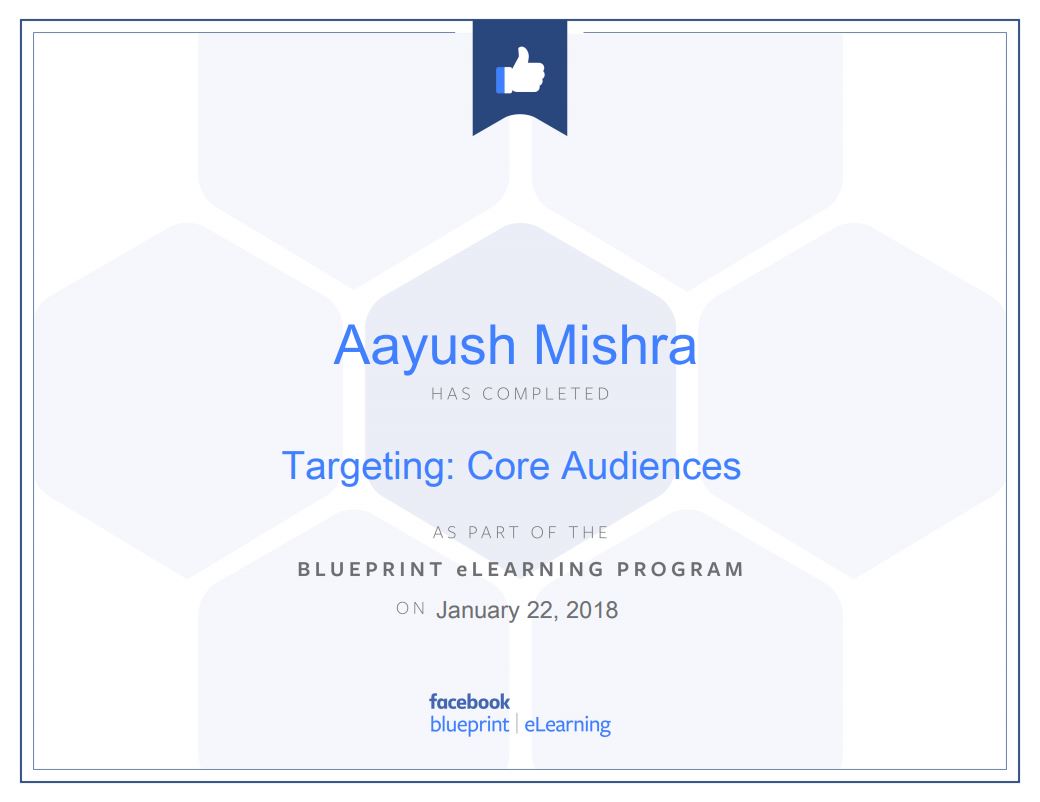 Aayush Mishra
HAS COMPLETED
Targeting: Core Audiences
AS PART OF THE
BLUEPRINT eLEARNING PROGRAM
ON January 22, 2018
facebook
blueprint | eLearning